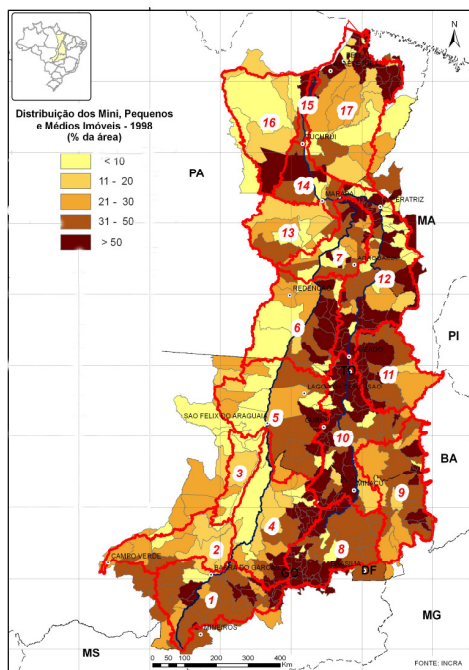 N
Distribuição dos Mini, Pequenos
e Médios Imóveis - 1998
(% da área)
< 10
11 - 20
21 - 30
31 - 50
> 50
PA
MA
PI
BA
MG
MS
DF
16
15
17
TUCURUI
14
MARABÁ
13
7
12
REDENÇÃO
6
11
SAO FELIX DO ARAGUAIA
5
10
3
MINAÇU
9
4
CAMPO VERDE
2
8
BARRA DO GARÇAS
1
MINEIROS
0 50 100 200 300 400
Km
FONTE: INCRA